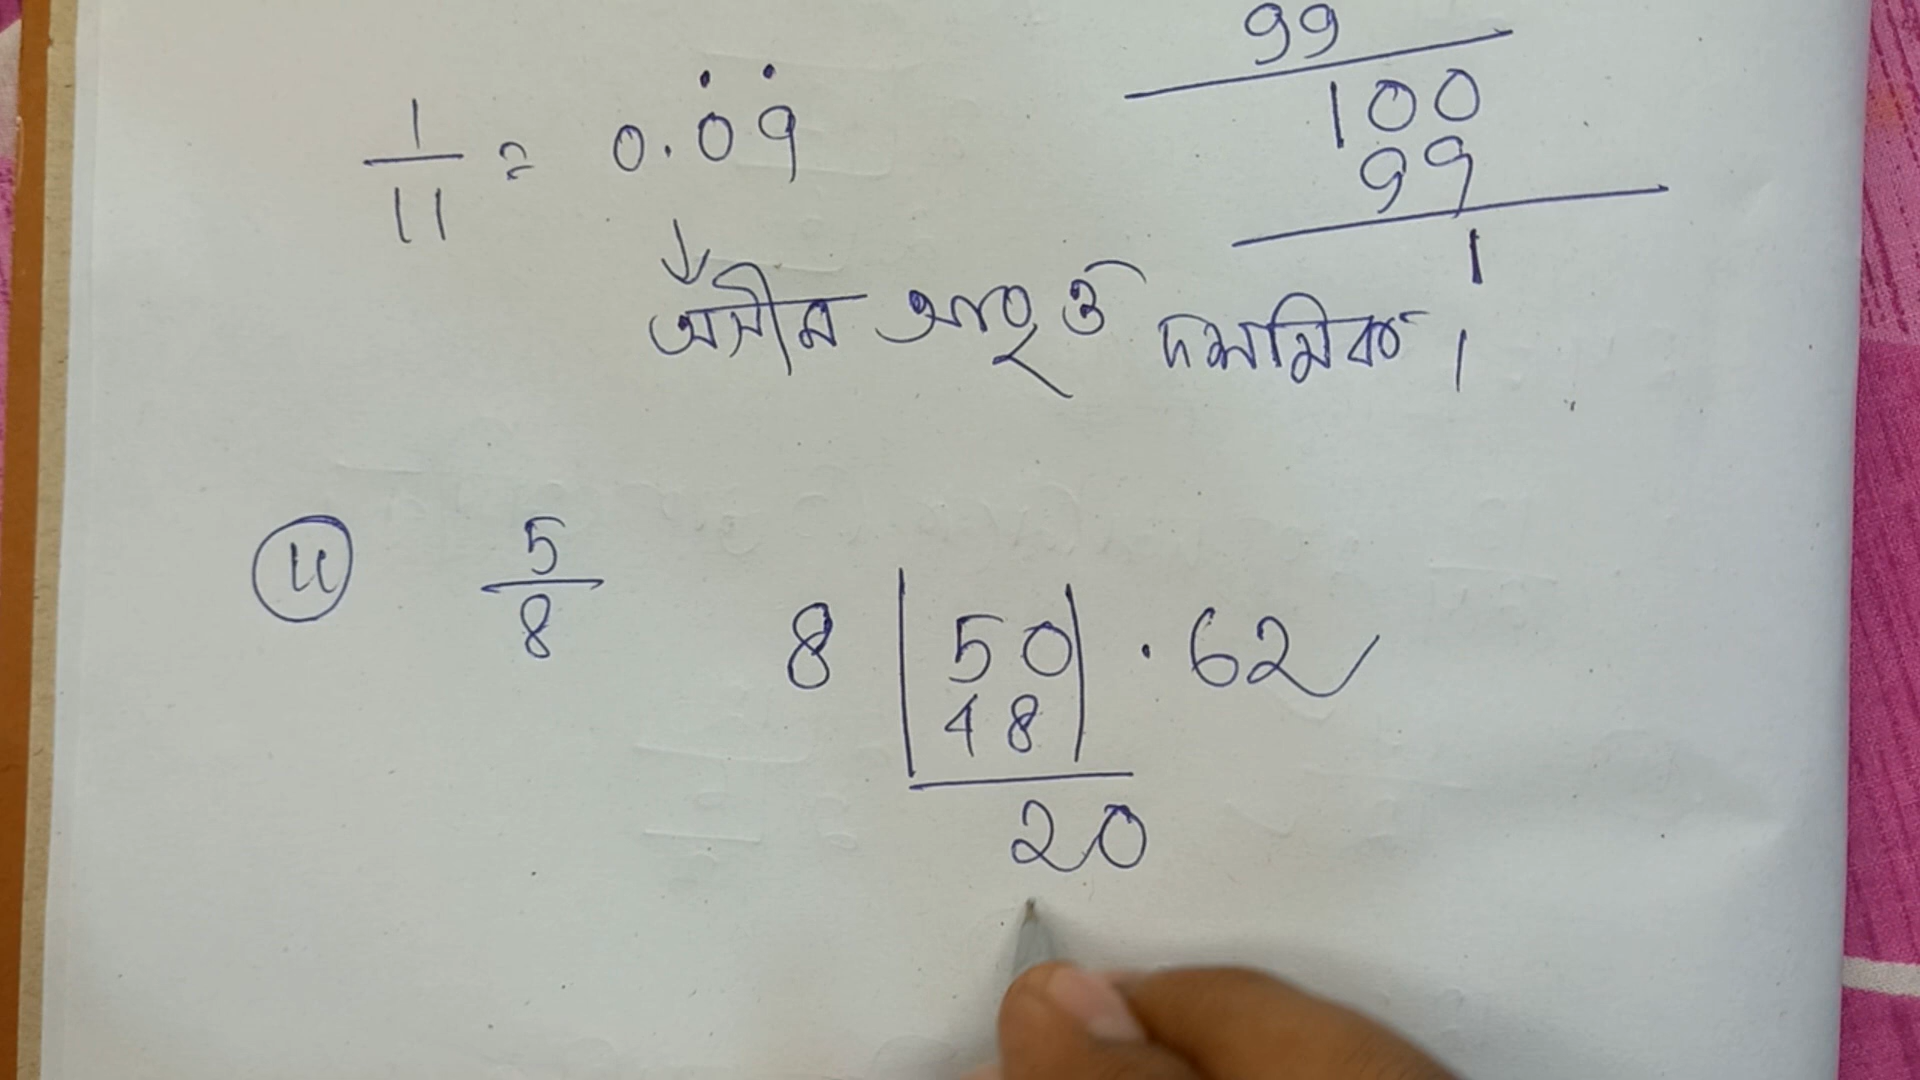 99
1/11 = 0.0̇9̇
100
99
1
↓
অসীম আবৃত্ত দশমিক।
ii 5/8
8 | 50 | .62
48
20